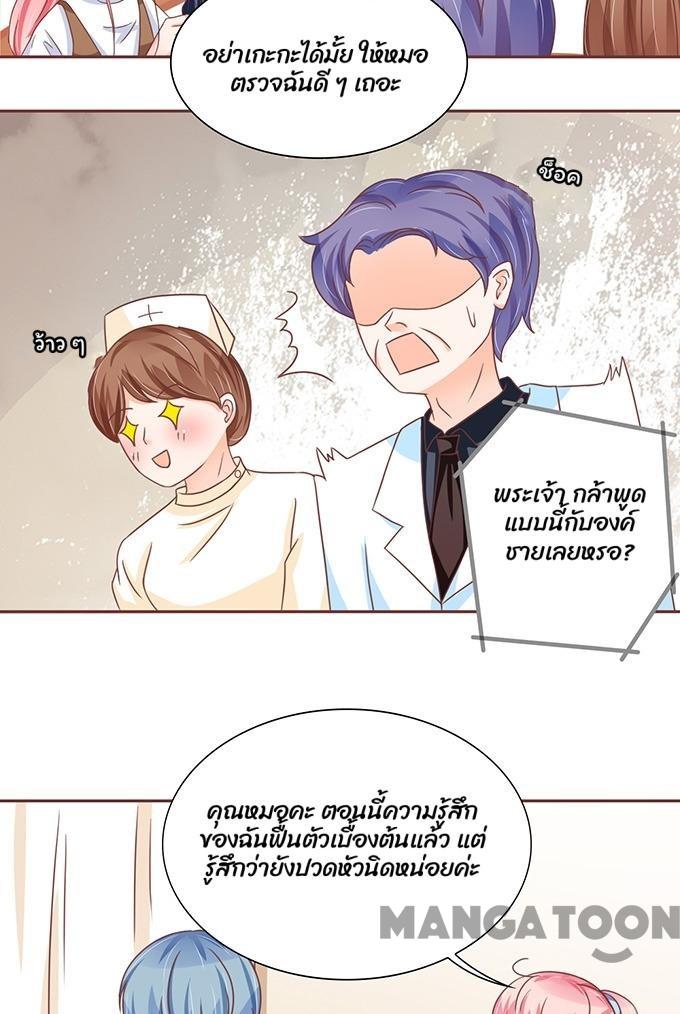 อย่าเกะกะได้มั้ย ให้หมอ
ตรวจฉันดี ๆ เถอะ
ช็อค
ว้าว ๆ
พระเจ้า กล้าพูด
แบบนี้กับองค์
ชายเลยหรอ?
คุณหมอคะ ตอนนี้ความรู้สึก
ของฉันฟื้นตัวเบื้องต้นแล้ว แต่
รู้สึกว่ายังปวดหัวนิดหน่อยค่ะ
MANGATOON